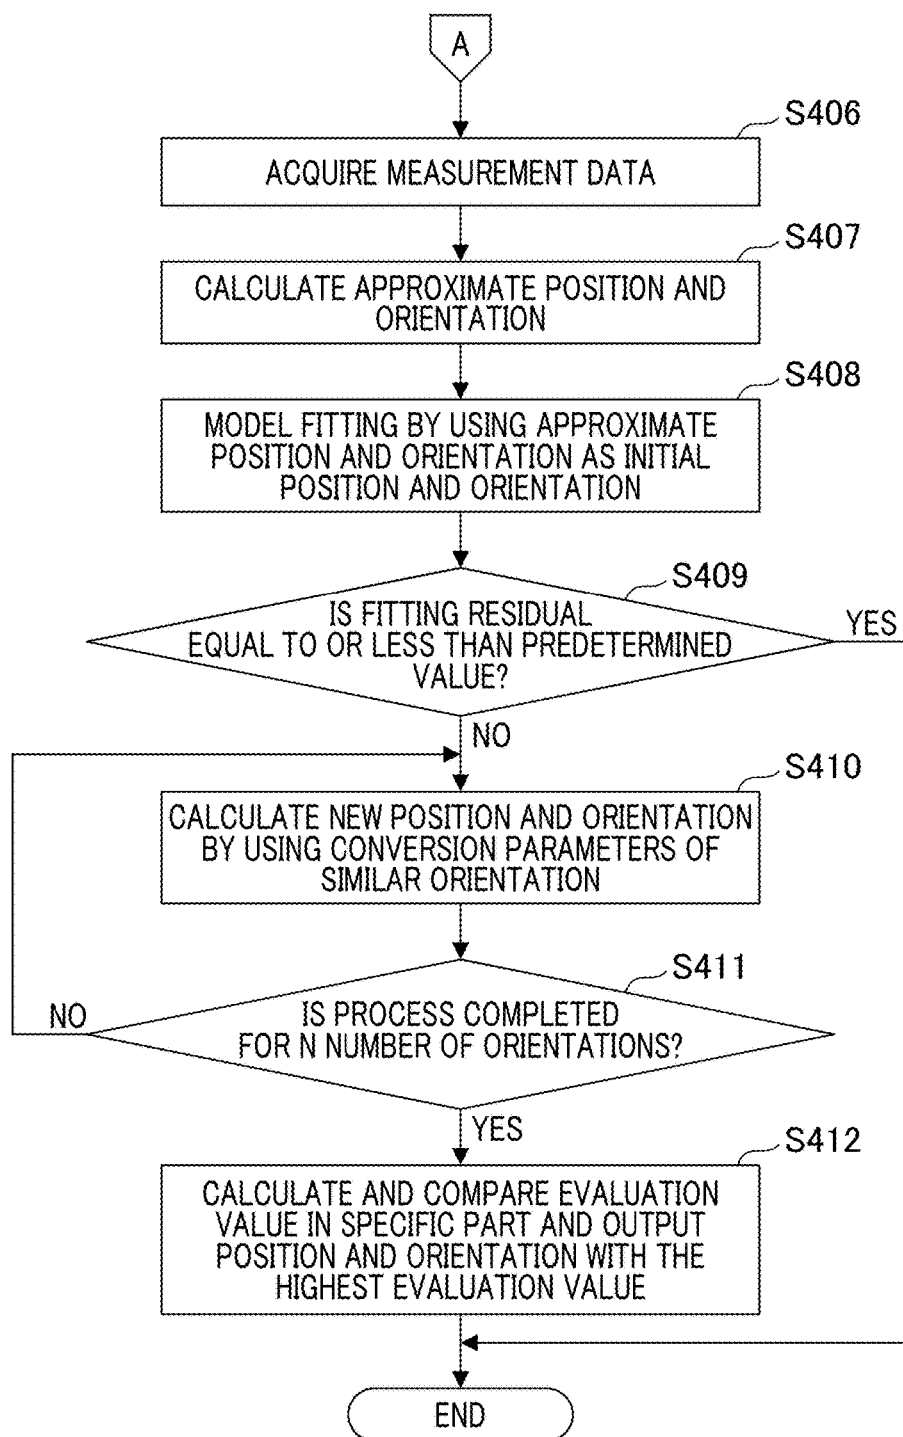 A
S406
ACQUIRE MEASUREMENT DATA
S407
CALCULATE APPROXIMATE POSITION AND
ORIENTATION
S408
MODEL FITTING BY USING APPROXIMATE
POSITION AND ORIENTATION AS INITIAL
POSITION AND ORIENTATION
S409
IS FITTING RESIDUAL
EQUAL TO OR LESS THAN PREDETERMINED
VALUE?
YES
NO
S410
CALCULATE NEW POSITION AND ORIENTATION
BY USING CONVERSION PARAMETERS OF
SIMILAR ORIENTATION
S411
IS PROCESS COMPLETED
FOR N NUMBER OF ORIENTATIONS?
NO
YES
S412
CALCULATE AND COMPARE EVALUATION
VALUE IN SPECIFIC PART AND OUTPUT
POSITION AND ORIENTATION WITH THE
HIGHEST EVALUATION VALUE
END